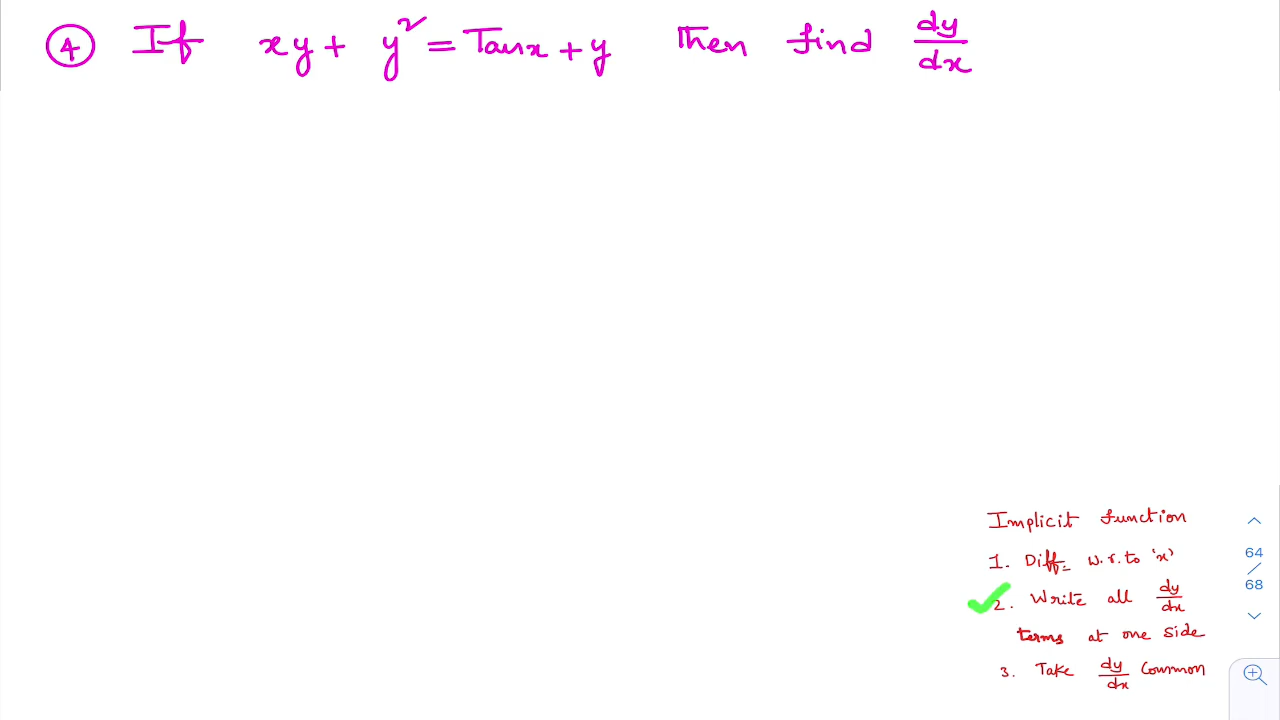 ④ If xy + y² = Tanx + y Then find dy/dx
Implicit function
1. Diff= w.r.to 'x'
2. Write all dy/dx
terms at one side
3. Take dy/dx Common
64
/
68